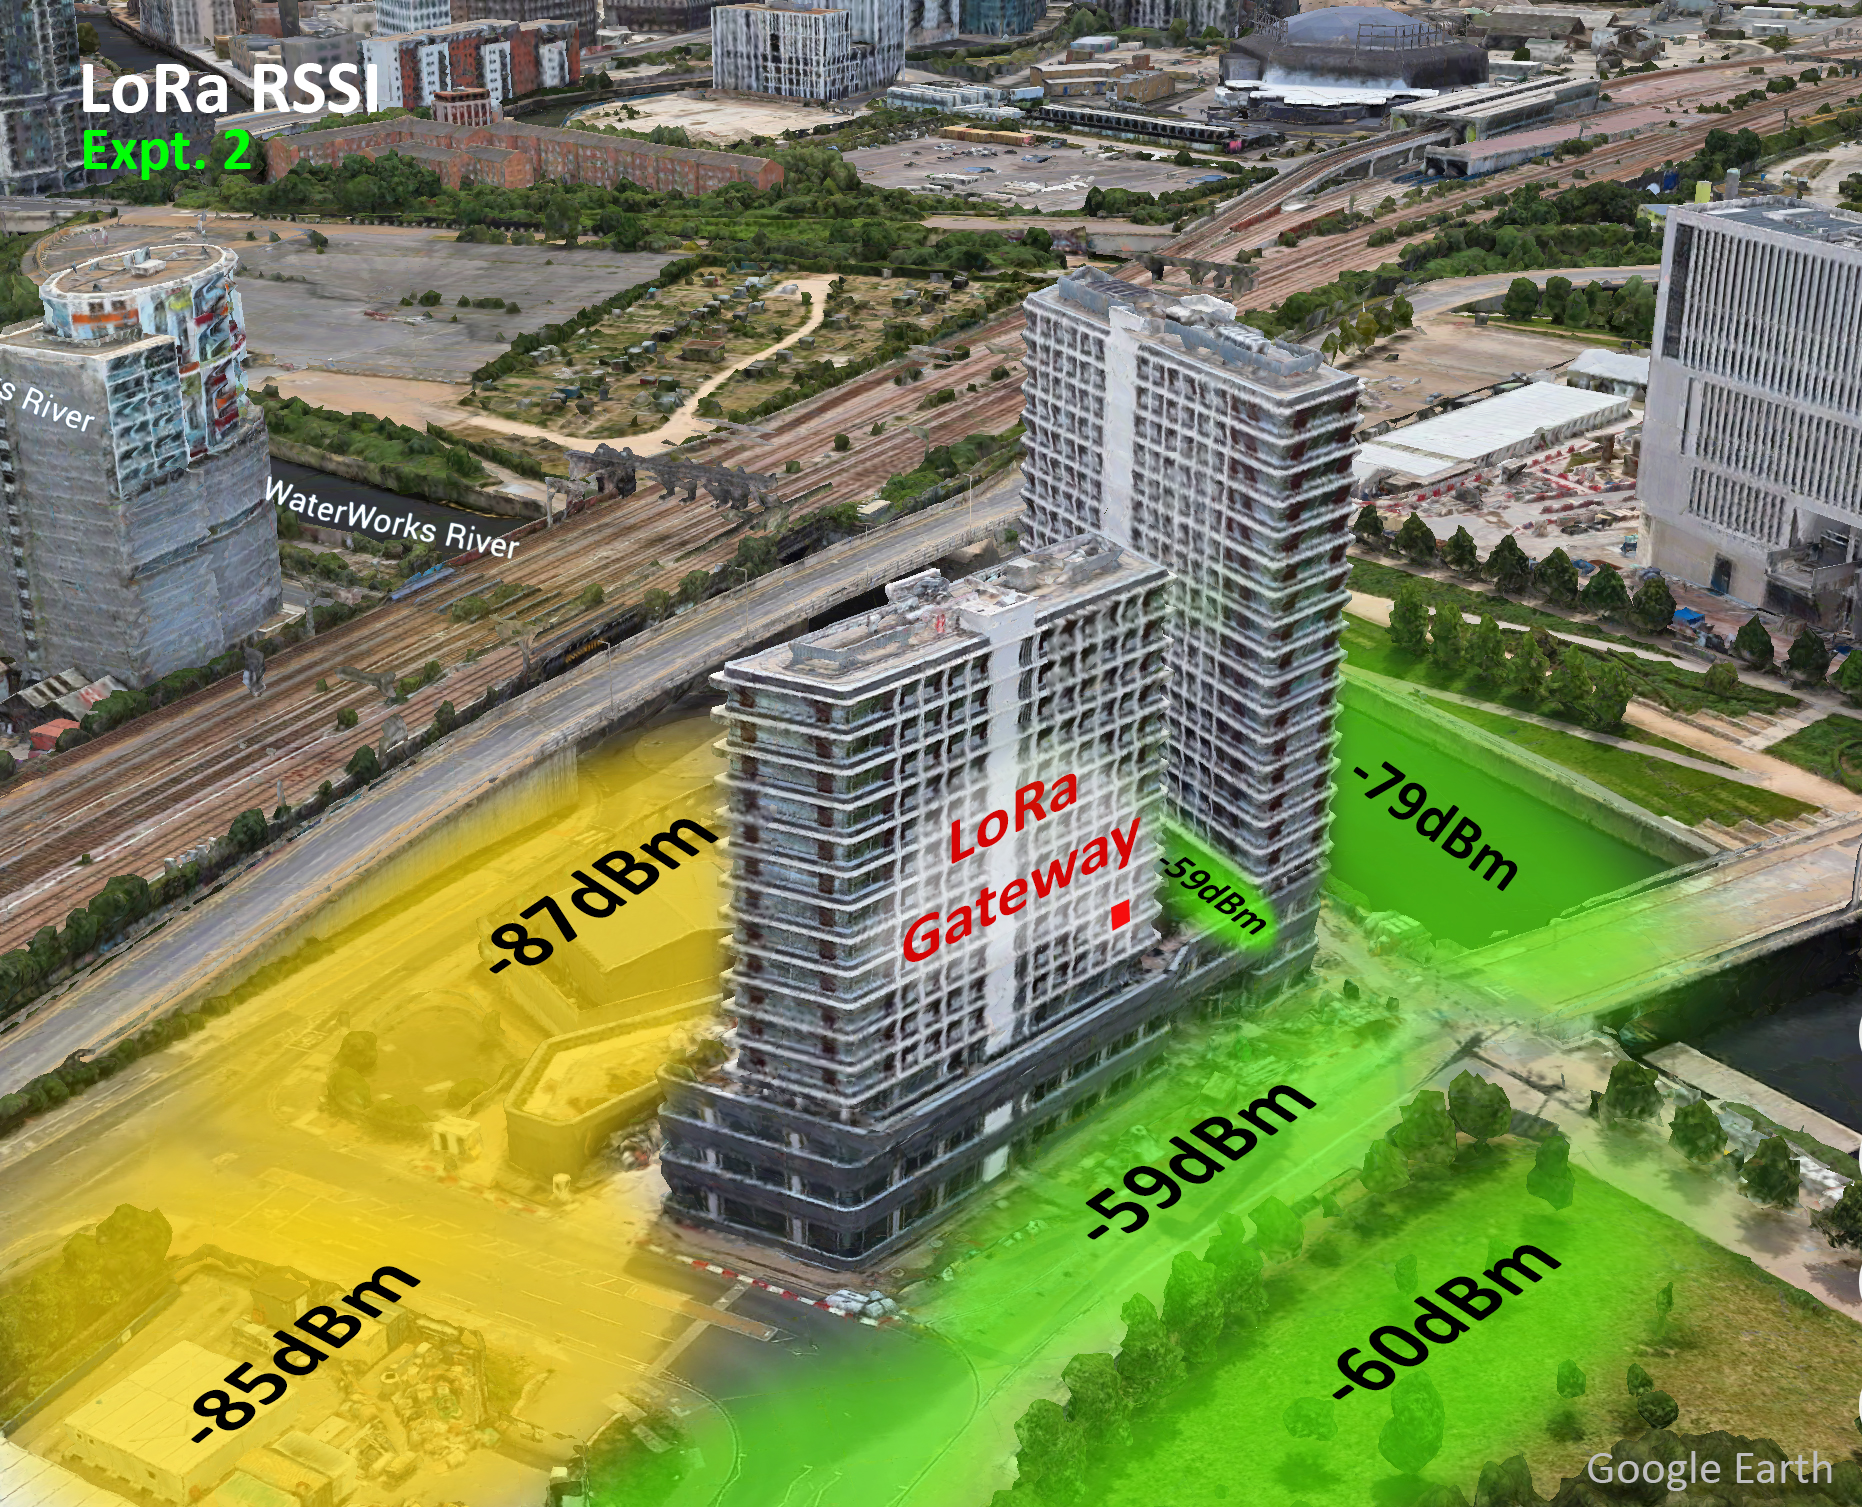 LoRa RSSI
Expt. 2
s River
WaterWorks River
LoRa
Gateway
-87dBm
-79dBm
-59dBm
-59dBm
-85dBm
-60dBm
Google Earth